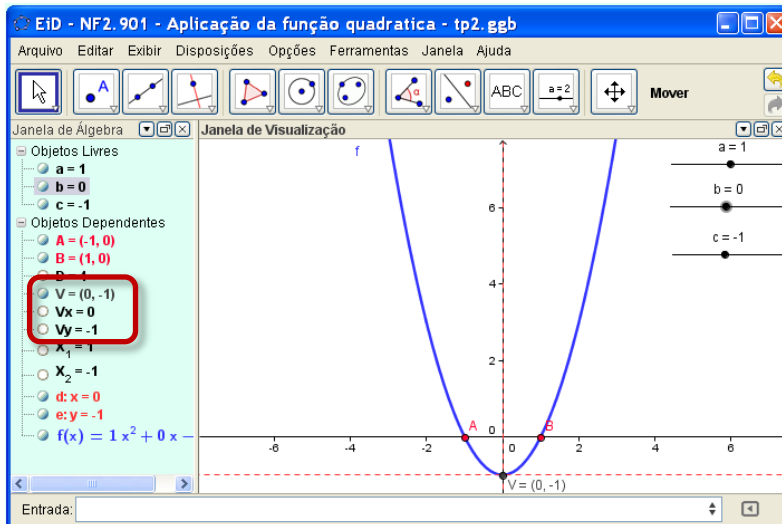 EiD - NF2.901 - Aplicação da função quadratica - tp2.ggb
Arquivo Editar Exibir Disposições Opções Ferramentas Janela Ajuda
A
α
ABC
a=2
Mover
Janela de Álgebra
Janela de Visualização
Objetos Livres
a = 1
b = 0
c = -1
Objetos Dependentes
A = (-1, 0)
B = (1, 0)
V = (0, -1)
Vx = 0
Vy = -1
X₁ = 1
X₂ = -1
d: x = 0
e: y = -1
f(x) = 1 x² + 0 x –
f
a = 1
b = 0
c = -1
6
4
2
0
A
B
-6 -4 -2 0 2 4 6
V = (0, -1)
Entrada: